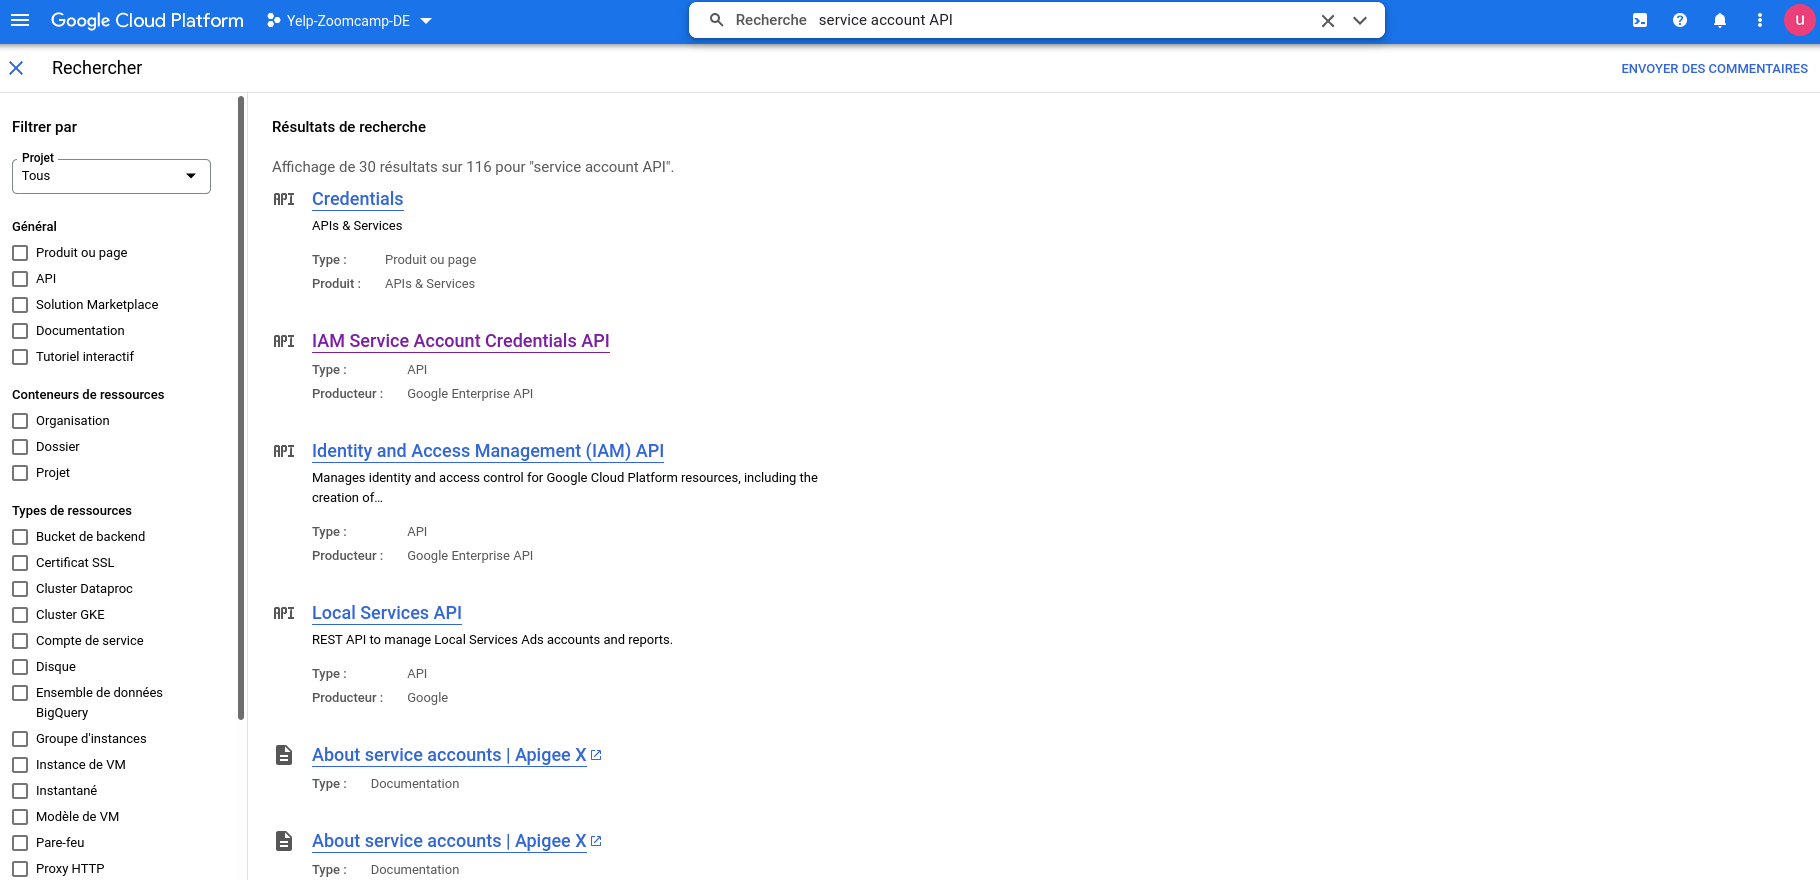 Google Cloud Platform
Yelp-Zoomcamp-DE
Recherche service account API
u
Rechercher
ENVOYER DES COMMENTAIRES
Filtrer par
Projet
Tous
Général
Produit ou page
API
Solution Marketplace
Documentation
Tutoriel interactif
Conteneurs de ressources
Organisation
Dossier
Projet
Types de ressources
Bucket de backend
Certificat SSL
Cluster Dataproc
Cluster GKE
Compte de service
Disque
Ensemble de données
BigQuery
Groupe d'instances
Instance de VM
Instantané
Modèle de VM
Pare-feu
Proxy HTTP
Résultats de recherche
Affichage de 30 résultats sur 116 pour "service account API".
API Credentials
APIs & Services
Type : Produit ou page
Produit : APIs & Services
API IAM Service Account Credentials API
Type : API
Producteur : Google Enterprise API
API Identity and Access Management (IAM) API
Manages identity and access control for Google Cloud Platform resources, including the
creation of…
Type : API
Producteur : Google Enterprise API
API Local Services API
REST API to manage Local Services Ads accounts and reports.
Type : API
Producteur : Google
About service accounts | Apigee X
Type : Documentation
About service accounts | Apigee X
Type : Documentation